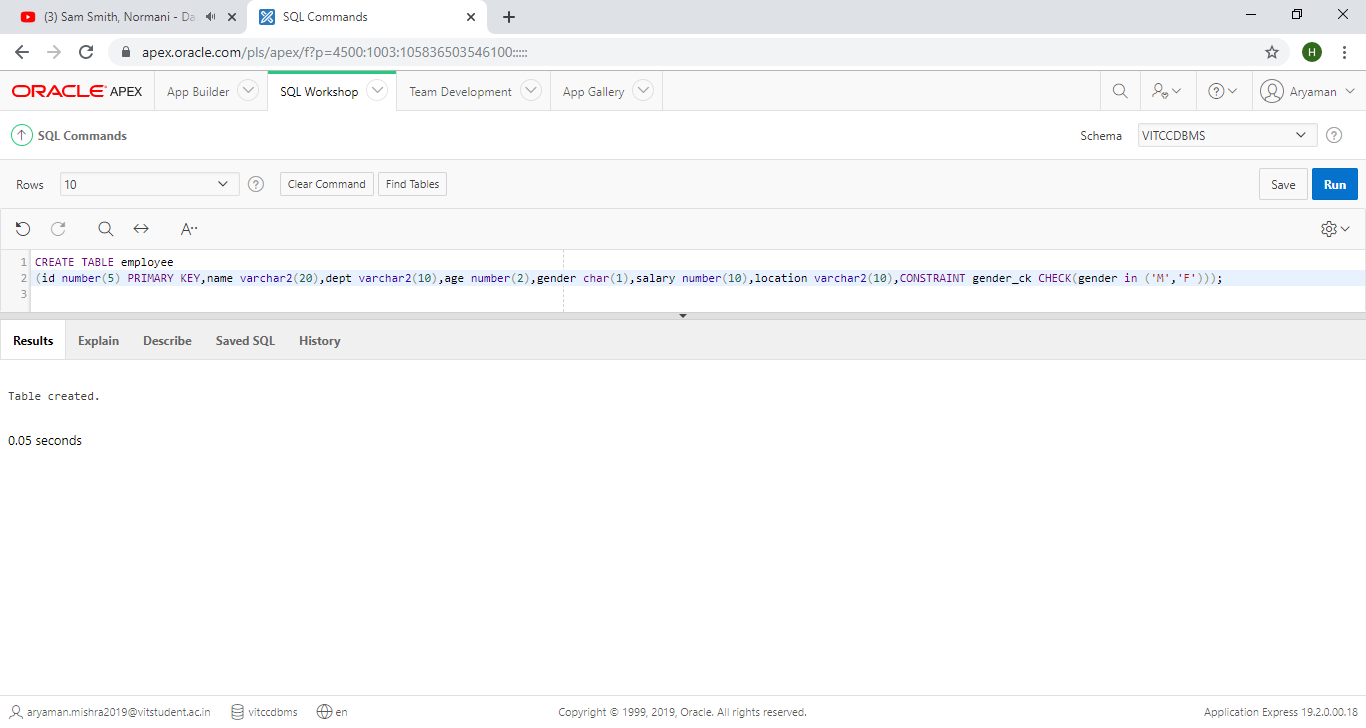 (3) Sam Smith, Normani - Da
SQL Commands
apex.oracle.com/pls/apex/f?p=4500:1003:105836503546100:::::
H
ORACLE APEX App Builder SQL Workshop Team Development App Gallery Aryaman
SQL Commands Schema VITCCDBMS
Rows 10 Clear Command Find Tables Save Run
A··
1 CREATE TABLE employee
2 (id number(5) PRIMARY KEY,name varchar2(20),dept varchar2(10),age number(2),gender char(1),salary number(10),location varchar2(10),CONSTRAINT gender_ck CHECK(gender in ('M','F')));
3
Results Explain Describe Saved SQL History
Table created.
0.05 seconds
aryaman.mishra2019@vitstudent.ac.in vitccdbms en Copyright © 1999, 2019, Oracle. All rights reserved. Application Express 19.2.0.00.18